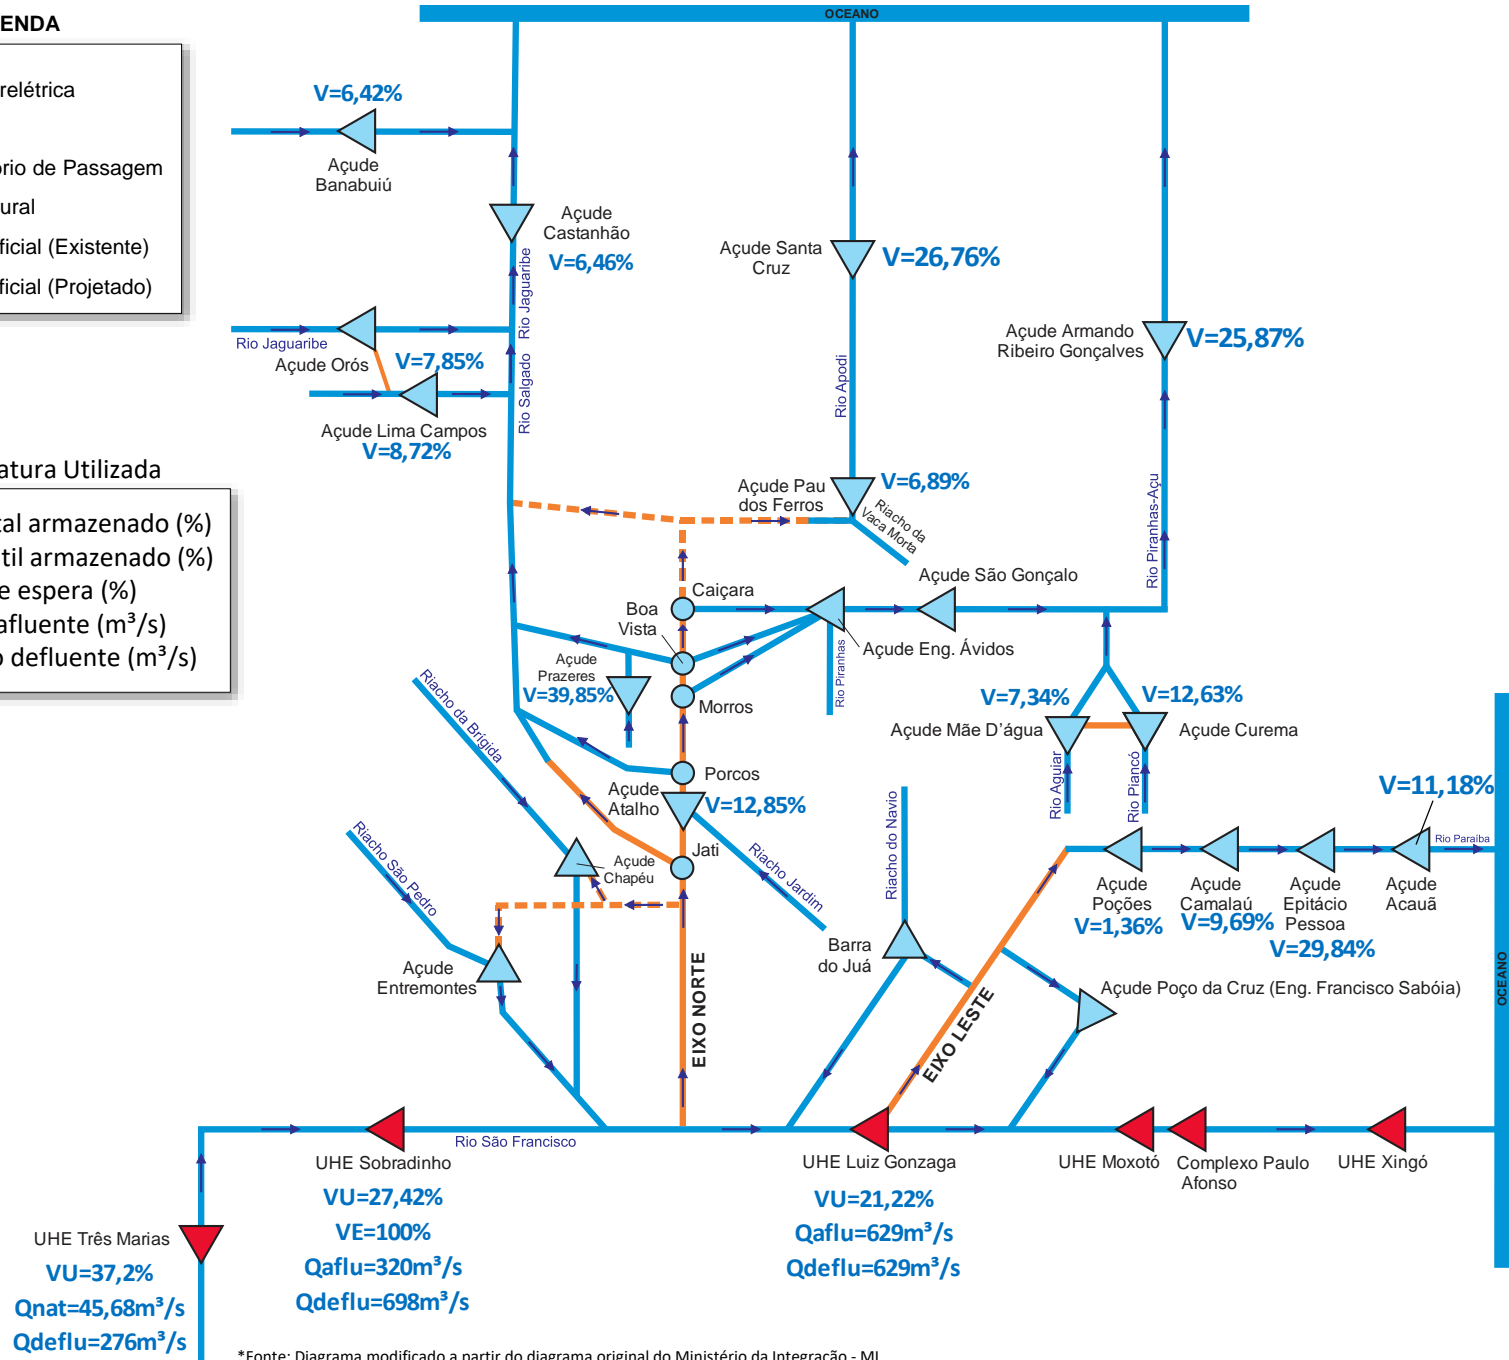 OCEANO
ENDA
relétrica
rio de Passagem
ural
ficial (Existente)
ficial (Projetado)
V=6,42%
Açude
Banabuiú
Açude
Castanhão
V=6,46%
Rio Jaguaribe
Açude Santa
Cruz
V=26,76%
Açude Armando
Ribeiro Gonçalves
V=25,87%
Rio Jaguaribe
Açude Orós
V=7,85%
Rio Salgado
Rio Apodi
Açude Lima Campos
V=8,72%
atura Utilizada
tal armazenado (%)
til armazenado (%)
e espera (%)
afluente (m³/s)
o defluente (m³/s)
Açude Pau
dos Ferros
V=6,89%
Riacho da
Vaca Morta
Rio Piranhas-Açu
Açude São Gonçalo
Caiçara
Boa
Vista
Açude Eng. Ávidos
Rio Piranhas
Açude
Prazeres
V=39,85%
Morros
Riacho da Brígida
V=7,34%
V=12,63%
Açude Mãe D'água
Açude Curema
Rio Aguiar
Rio Piancó
Porcos
Açude
Atalho
V=12,85%
V=11,18%
Riacho São Pedro
Jati
Açude
Chapéu
Riacho Jardim
Riacho do Navio
Rio Paraíba
Açude
Poções
V=1,36%
Açude
Camalaú
V=9,69%
Açude
Epitácio
Pessoa
V=29,84%
Açude
Acauã
Barra
do Juá
Açude
Entremontes
EIXO NORTE
EIXO LESTE
Açude Poço da Cruz (Eng. Francisco Sabóia)
OCEANO
Rio São Francisco
UHE Sobradinho
VU=27,42%
VE=100%
Qaflu=320m³/s
Qdeflu=698m³/s
UHE Luiz Gonzaga
VU=21,22%
Qaflu=629m³/s
Qdeflu=629m³/s
UHE Moxotó
Complexo Paulo
Afonso
UHE Xingó
UHE Três Marias
VU=37,2%
Qnat=45,68m³/s
Qdeflu=276m³/s
*Fonte: Diagrama modificado a partir do diagrama original do Ministério da Integração - MI